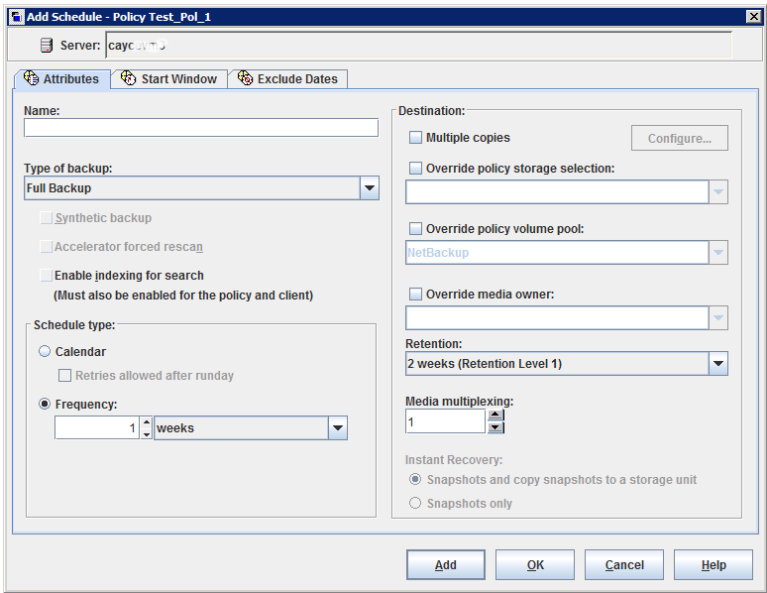 Add Schedule - Policy Test_Pol_1
Server:
Attributes
Start Window
Exclude Dates
Name:
Type of backup:
Full Backup
Synthetic backup
Accelerator forced rescan
Enable indexing for search
(Must also be enabled for the policy and client)
Schedule type:
Calendar
Retries allowed after runday
Frequency:
1 weeks
Destination:
Multiple copies Configure...
Override policy storage selection:
Override policy volume pool:
NetBackup
Override media owner:
Retention:
2 weeks (Retention Level 1)
Media multiplexing:
1
Instant Recovery:
Snapshots and copy snapshots to a storage unit
Snapshots only
Add OK Cancel Help